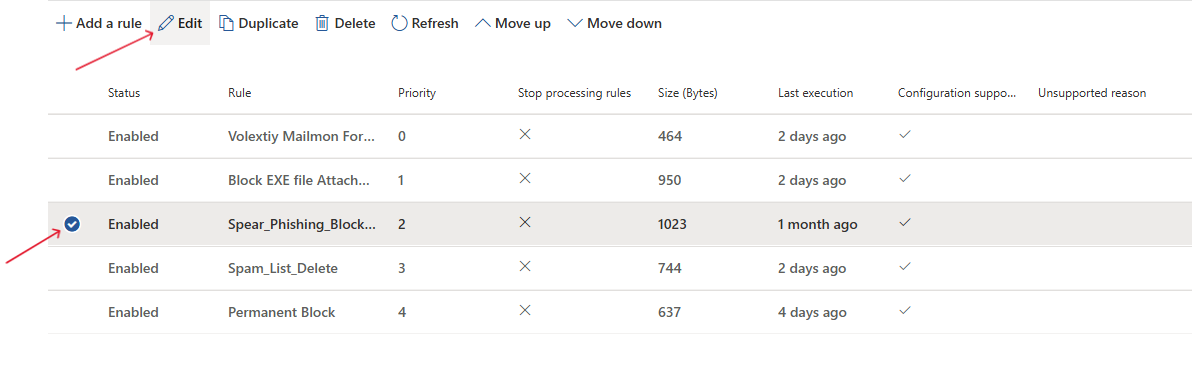 Add a rule Edit Duplicate Delete Refresh Move up Move down
Status Rule Priority Stop processing rules Size (Bytes) Last execution Configuration suppo... Unsupported reason
Enabled Volextiy Mailmon For... 0 464 2 days ago
Enabled Block EXE file Attach... 1 950 2 days ago
Enabled Spear_Phishing_Block... 2 1023 1 month ago
Enabled Spam_List_Delete 3 744 2 days ago
Enabled Permanent Block 4 637 4 days ago